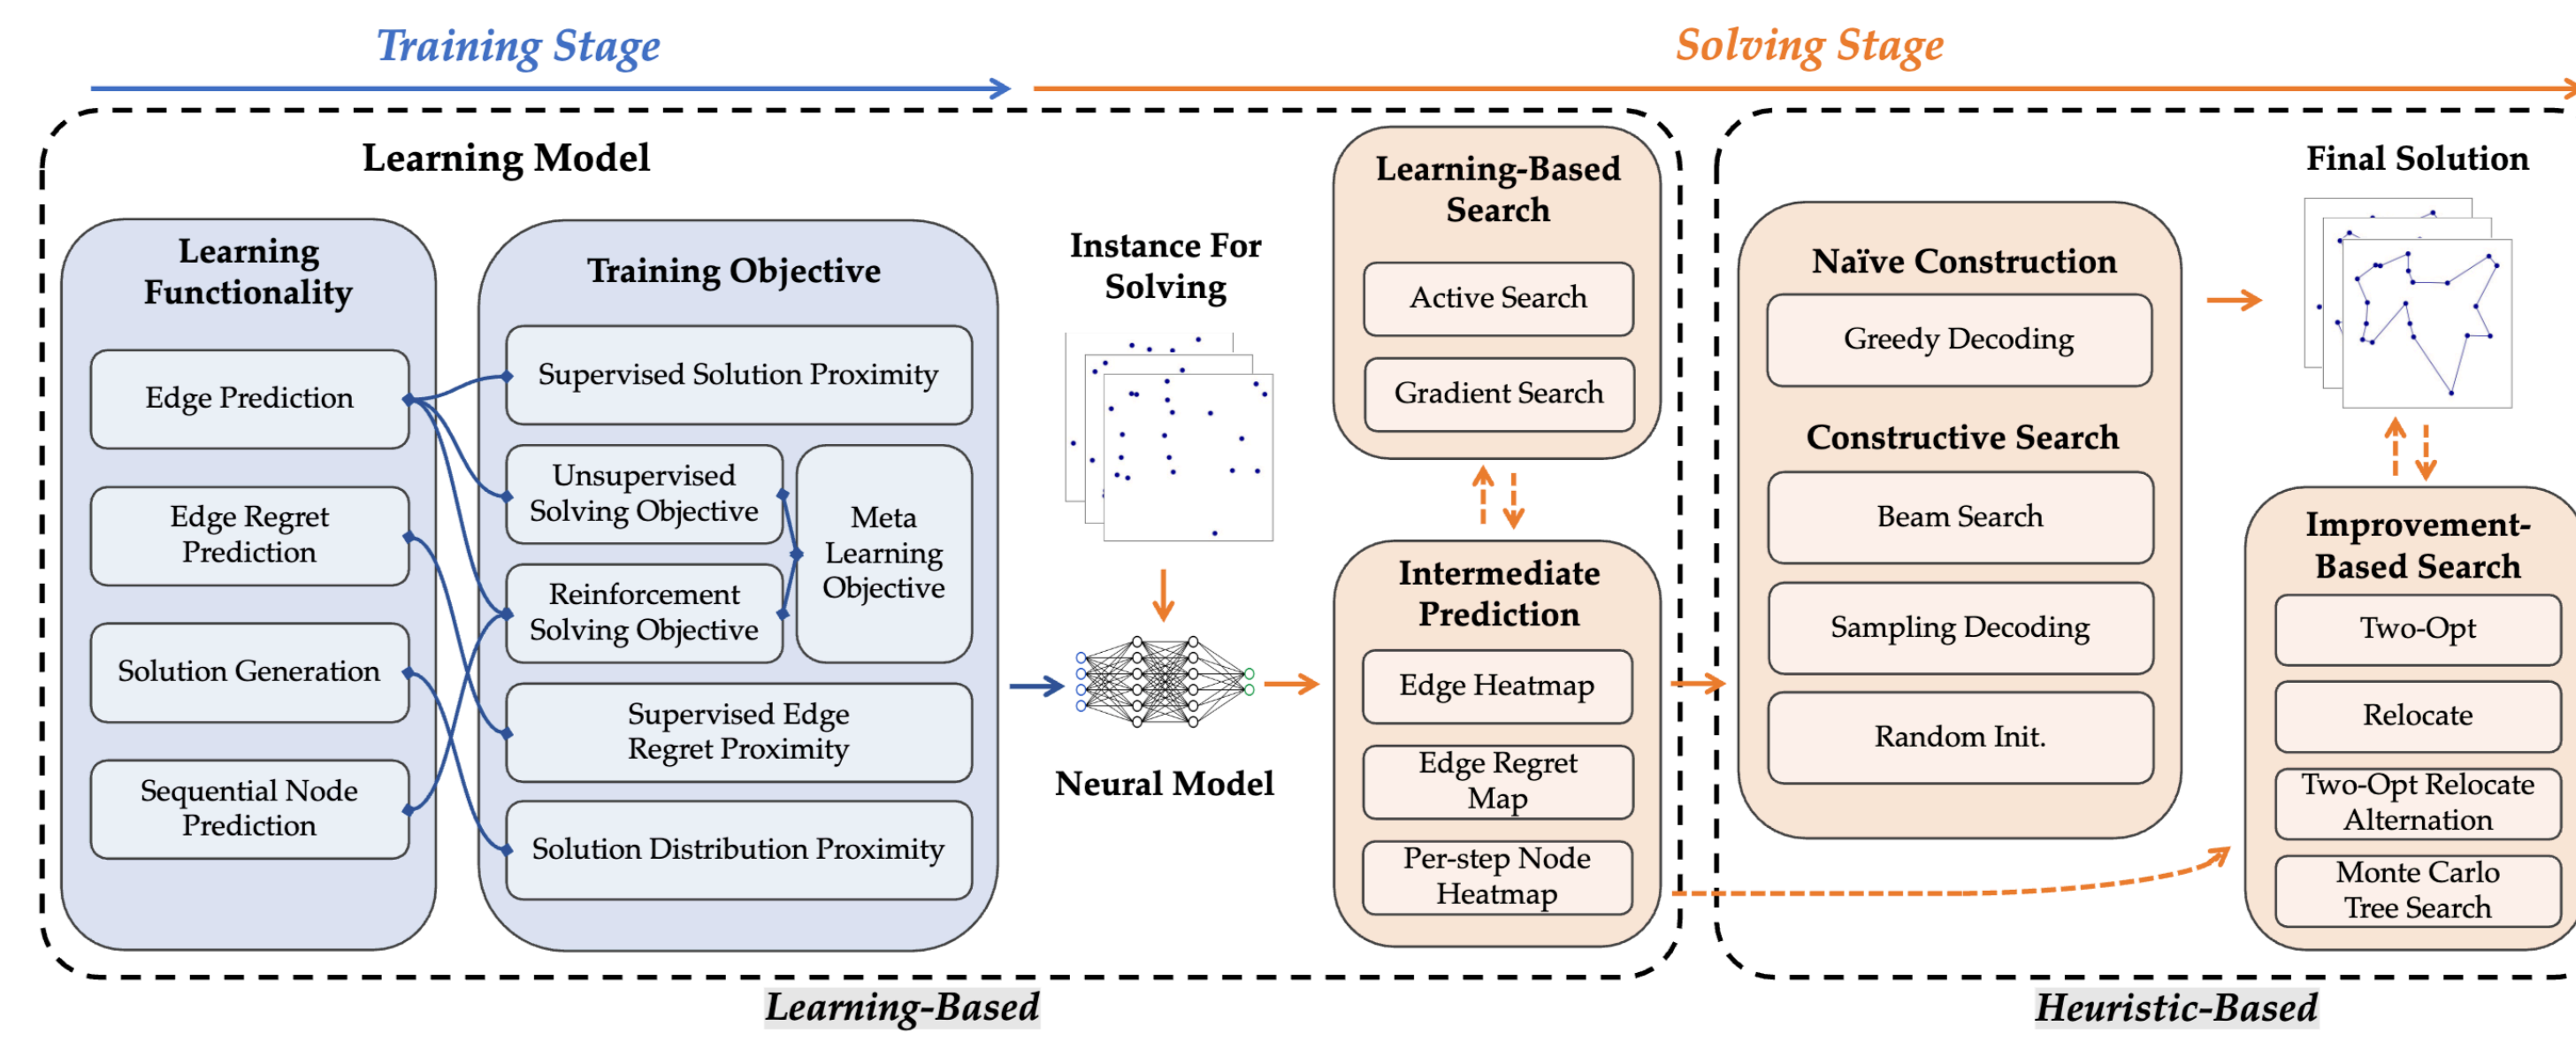 Training Stage
Solving Stage
Learning Model
Learning
Functionality
Edge Prediction
Edge Regret
Prediction
Solution Generation
Sequential Node
Prediction
Training Objective
Supervised Solution Proximity
Unsupervised
Solving Objective
Reinforcement
Solving Objective
Meta
Learning
Objective
Supervised Edge
Regret Proximity
Solution Distribution Proximity
Instance For
Solving
Neural Model
Learning-Based
Search
Active Search
Gradient Search
Intermediate
Prediction
Edge Heatmap
Edge Regret
Map
Per-step Node
Heatmap
Naïve Construction
Greedy Decoding
Constructive Search
Beam Search
Sampling Decoding
Random Init.
Final Solution
Improvement-
Based Search
Two-Opt
Relocate
Two-Opt Relocate
Alternation
Monte Carlo
Tree Search
Learning-Based
Heuristic-Based